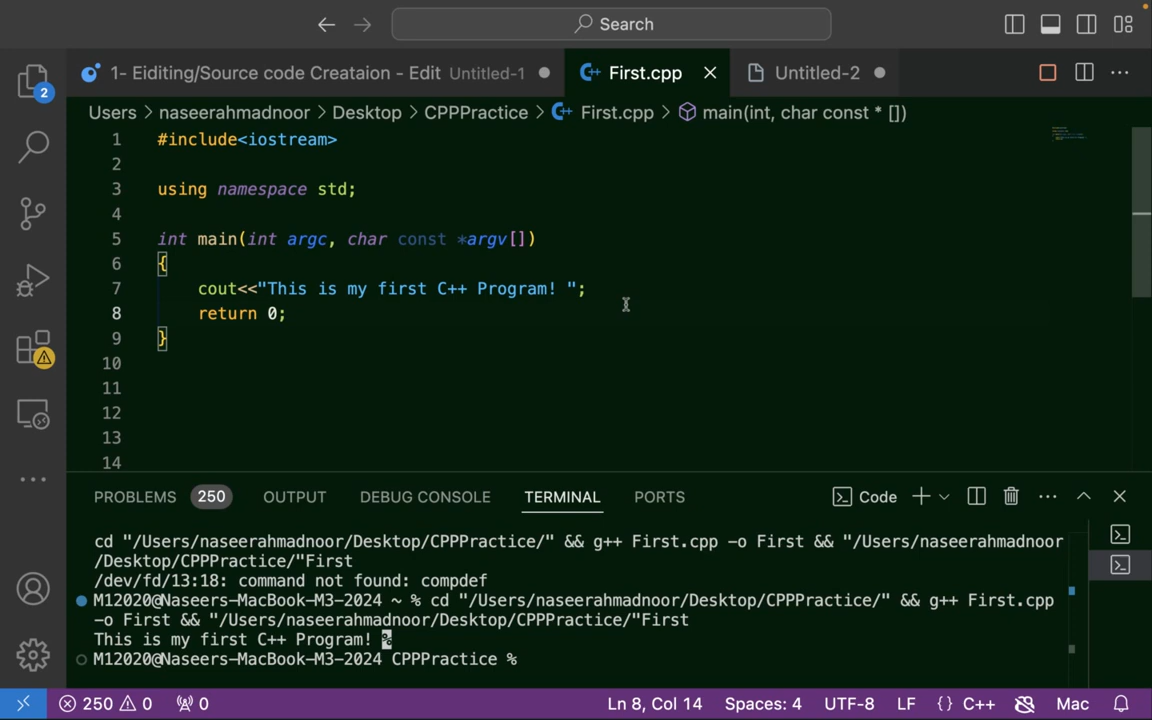 Search
2
1- Eiditing/Source code Creataion - Edit Untitled-1
First.cpp
Untitled-2
Users > naseerahmadnoor > Desktop > CPPPractice > First.cpp > main(int, char const * [])
1 #include<iostream>
2
3 using namespace std;
4
5 int main(int argc, char const *argv[])
6 {
7 cout<<"This is my first C++ Program! ";
8 return 0;
9 }
10
11
12
13
14
PROBLEMS 250 OUTPUT DEBUG CONSOLE TERMINAL PORTS Code
cd "/Users/naseerahmadnoor/Desktop/CPPPractice/" && g++ First.cpp -o First && "/Users/naseerahmadnoor
/Desktop/CPPPractice/"First
/dev/fd/13:18: command not found: compdef
M12020@Naseers-MacBook-M3-2024 ~ % cd "/Users/naseerahmadnoor/Desktop/CPPPractice/" && g++ First.cpp
-o First && "/Users/naseerahmadnoor/Desktop/CPPPractice/"First
This is my first C++ Program! %
M12020@Naseers-MacBook-M3-2024 CPPPractice %
250 0 0 Ln 8, Col 14 Spaces: 4 UTF-8 LF {} C++ Mac